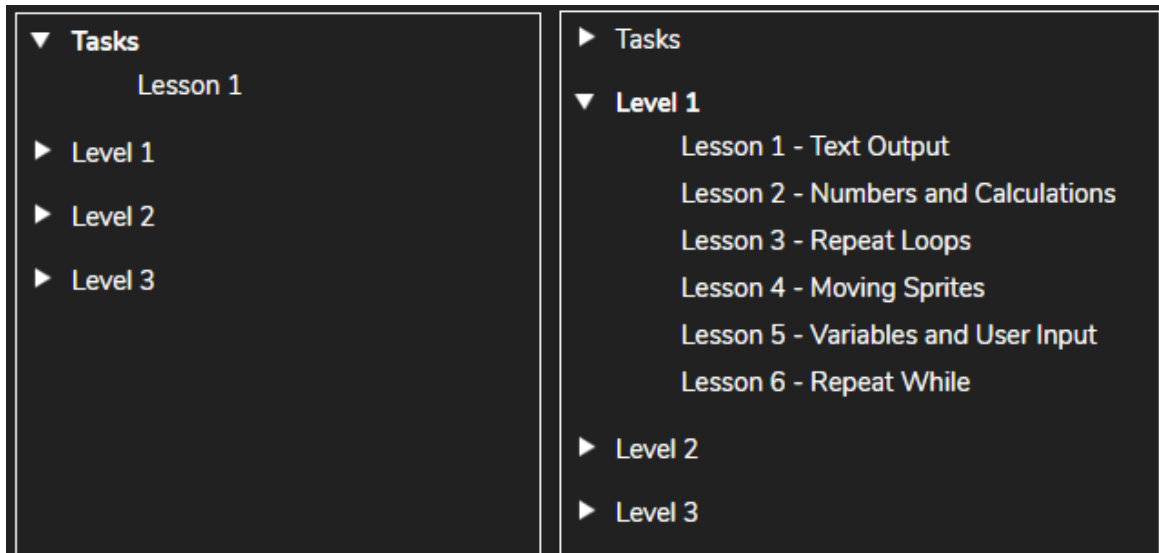 Tasks
Lesson 1
Level 1
Level 2
Level 3
Tasks
Level 1
Lesson 1 - Text Output
Lesson 2 - Numbers and Calculations
Lesson 3 - Repeat Loops
Lesson 4 - Moving Sprites
Lesson 5 - Variables and User Input
Lesson 6 - Repeat While
Level 2
Level 3